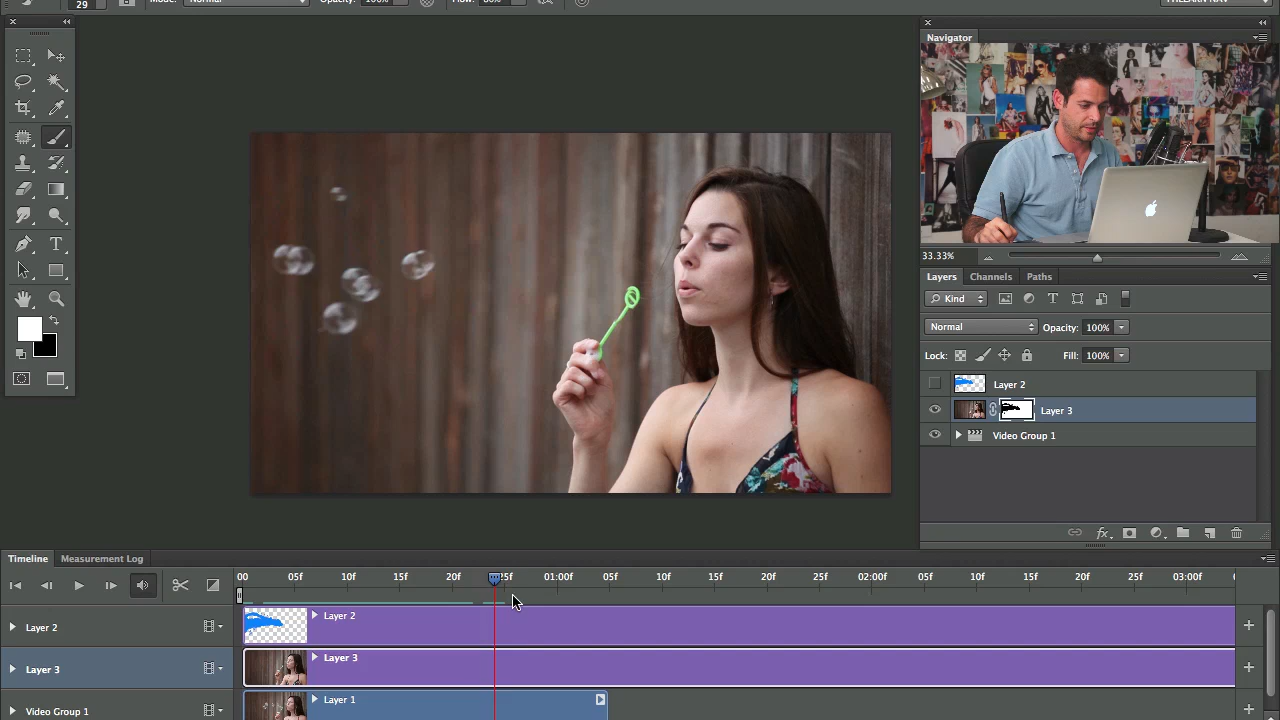 29 Mode: Normal Opacity: 100% Flow:
Navigator
33.33%
Layers Channels Paths
Kind
Normal Opacity: 100%
Lock: Fill: 100%
Layer 2
Layer 3
Video Group 1
Timeline Measurement Log
00 05f 10f 15f 20f 25f 01:00f 05f 10f 15f 20f 25f 02:00f 05f 10f 15f 20f 25f 03:00f
Layer 2 Layer 2
Layer 3 Layer 3
Layer 1
Video Group 1